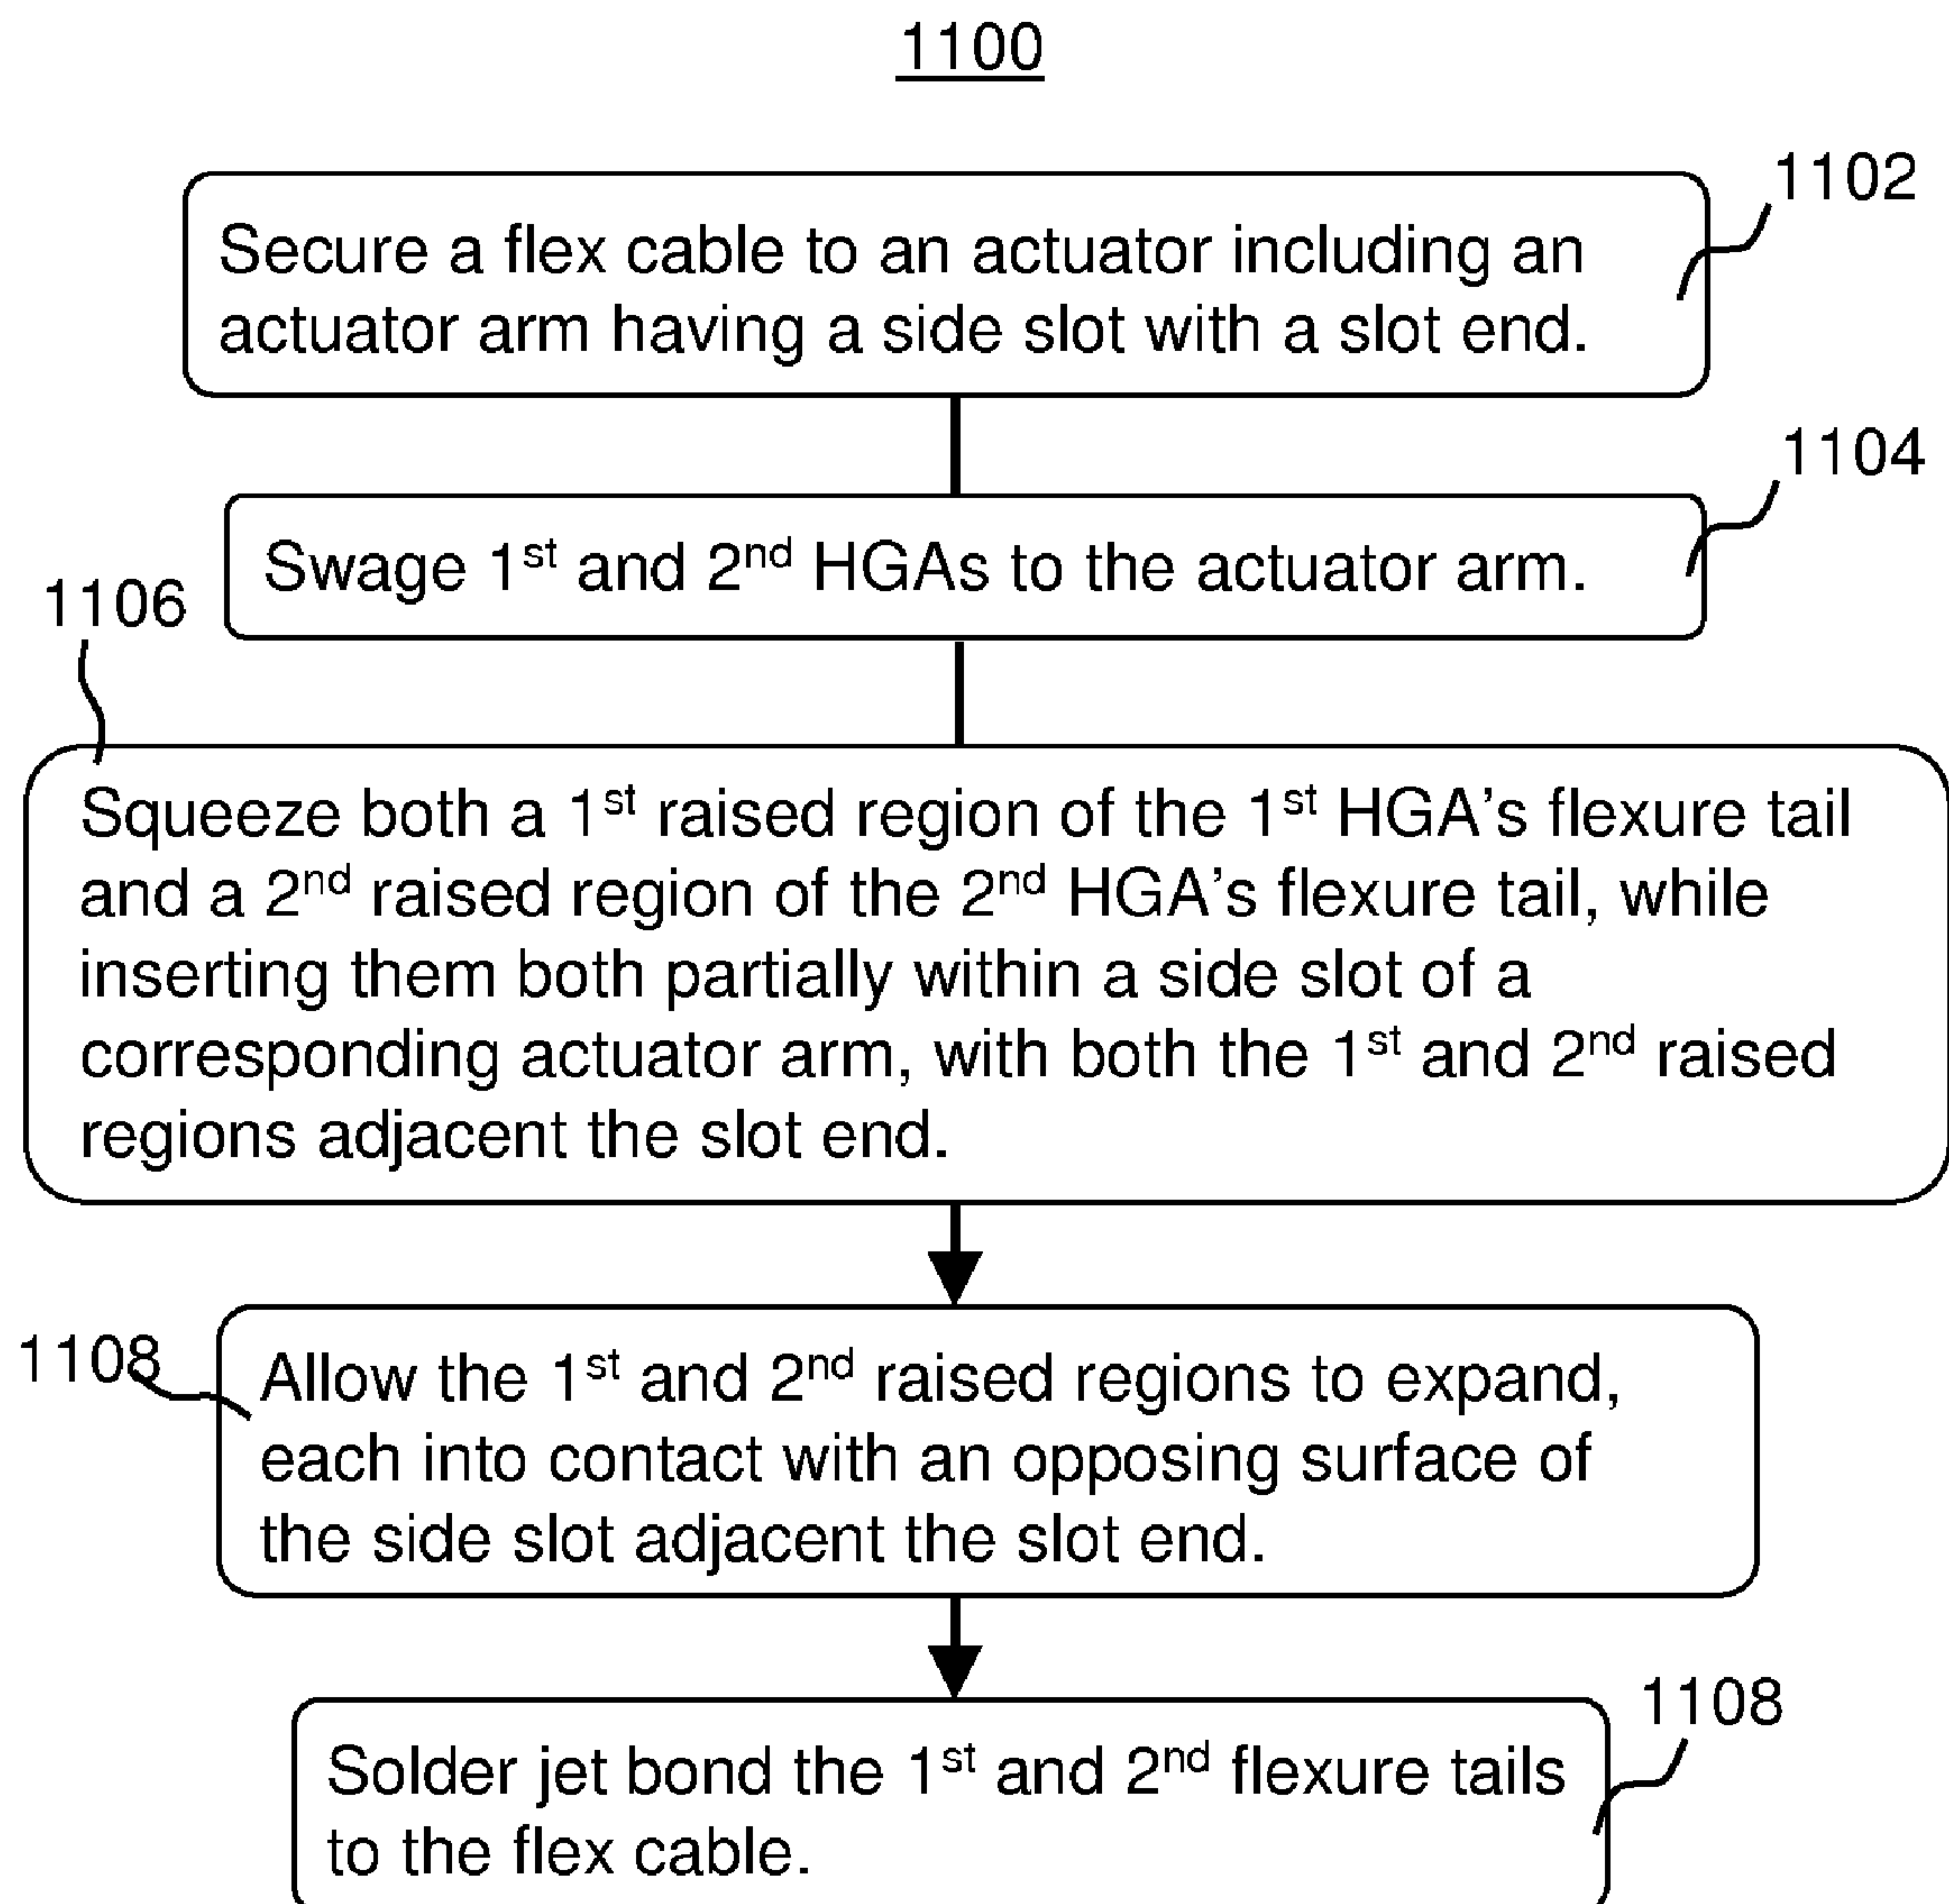 1100
1102
Secure a flex cable to an actuator including an
actuator arm having a side slot with a slot end.
1104
Swage 1st and 2nd HGAs to the actuator arm.
1106
Squeeze both a 1st raised region of the 1st HGA's flexure tail
and a 2nd raised region of the 2nd HGA's flexure tail, while
inserting them both partially within a side slot of a
corresponding actuator arm, with both the 1st and 2nd raised
regions adjacent the slot end.
1108
Allow the 1st and 2nd raised regions to expand,
each into contact with an opposing surface of
the side slot adjacent the slot end.
1108
Solder jet bond the 1st and 2nd flexure tails
to the flex cable.